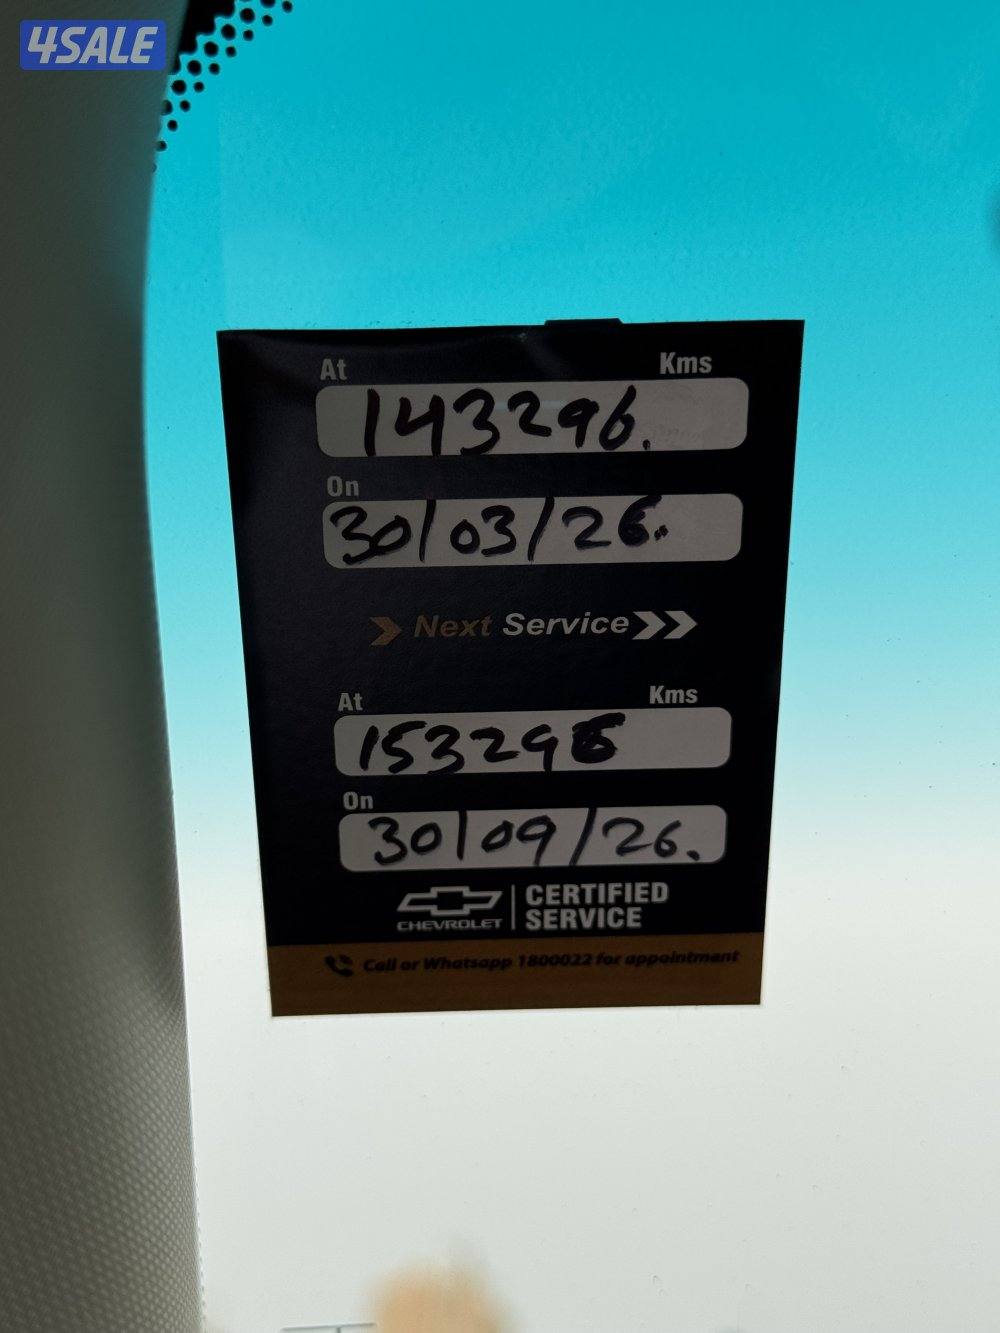 4SALE
At Kms
143296.
On
30/03/26.
Next Service
At Kms
153296
On
30/09/26.
CHEVROLET
CERTIFIED
SERVICE
Call or Whatsapp 1800022 for appointment